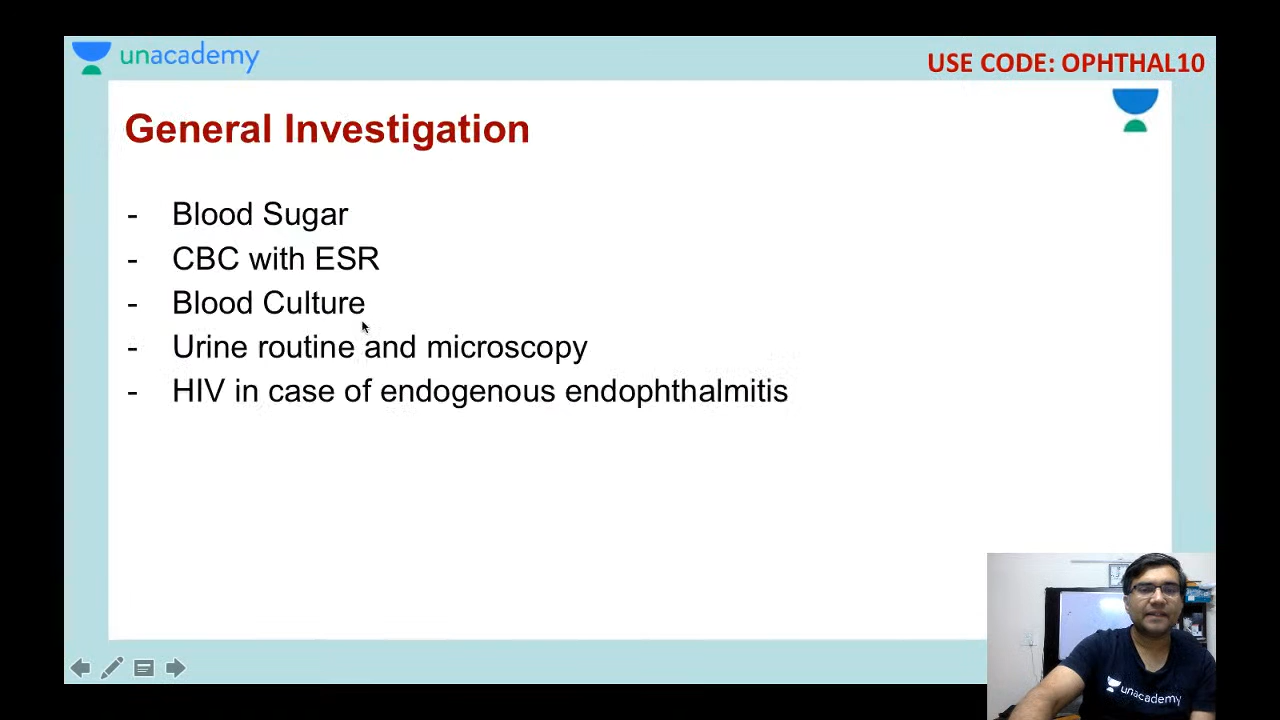 unacademy
USE CODE: OPHTHAL10
General Investigation
- Blood Sugar
- CBC with ESR
- Blood Culture
- Urine routine and microscopy
- HIV in case of endogenous endophthalmitis
unacademy